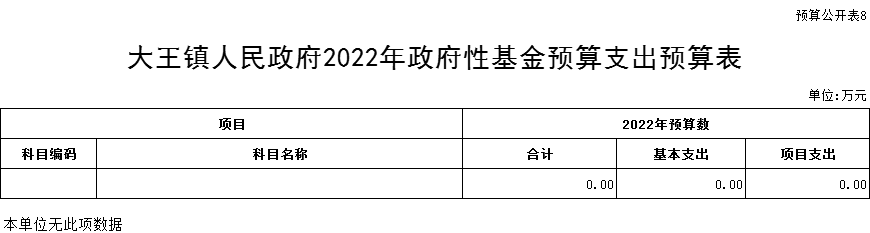 预算公开表8
大王镇人民政府2022年政府性基金预算支出预算表
单位:万元
项目 2022年预算数
科目编码 科目名称 合计 基本支出 项目支出
0.00 0.00 0.00
本单位无此项数据